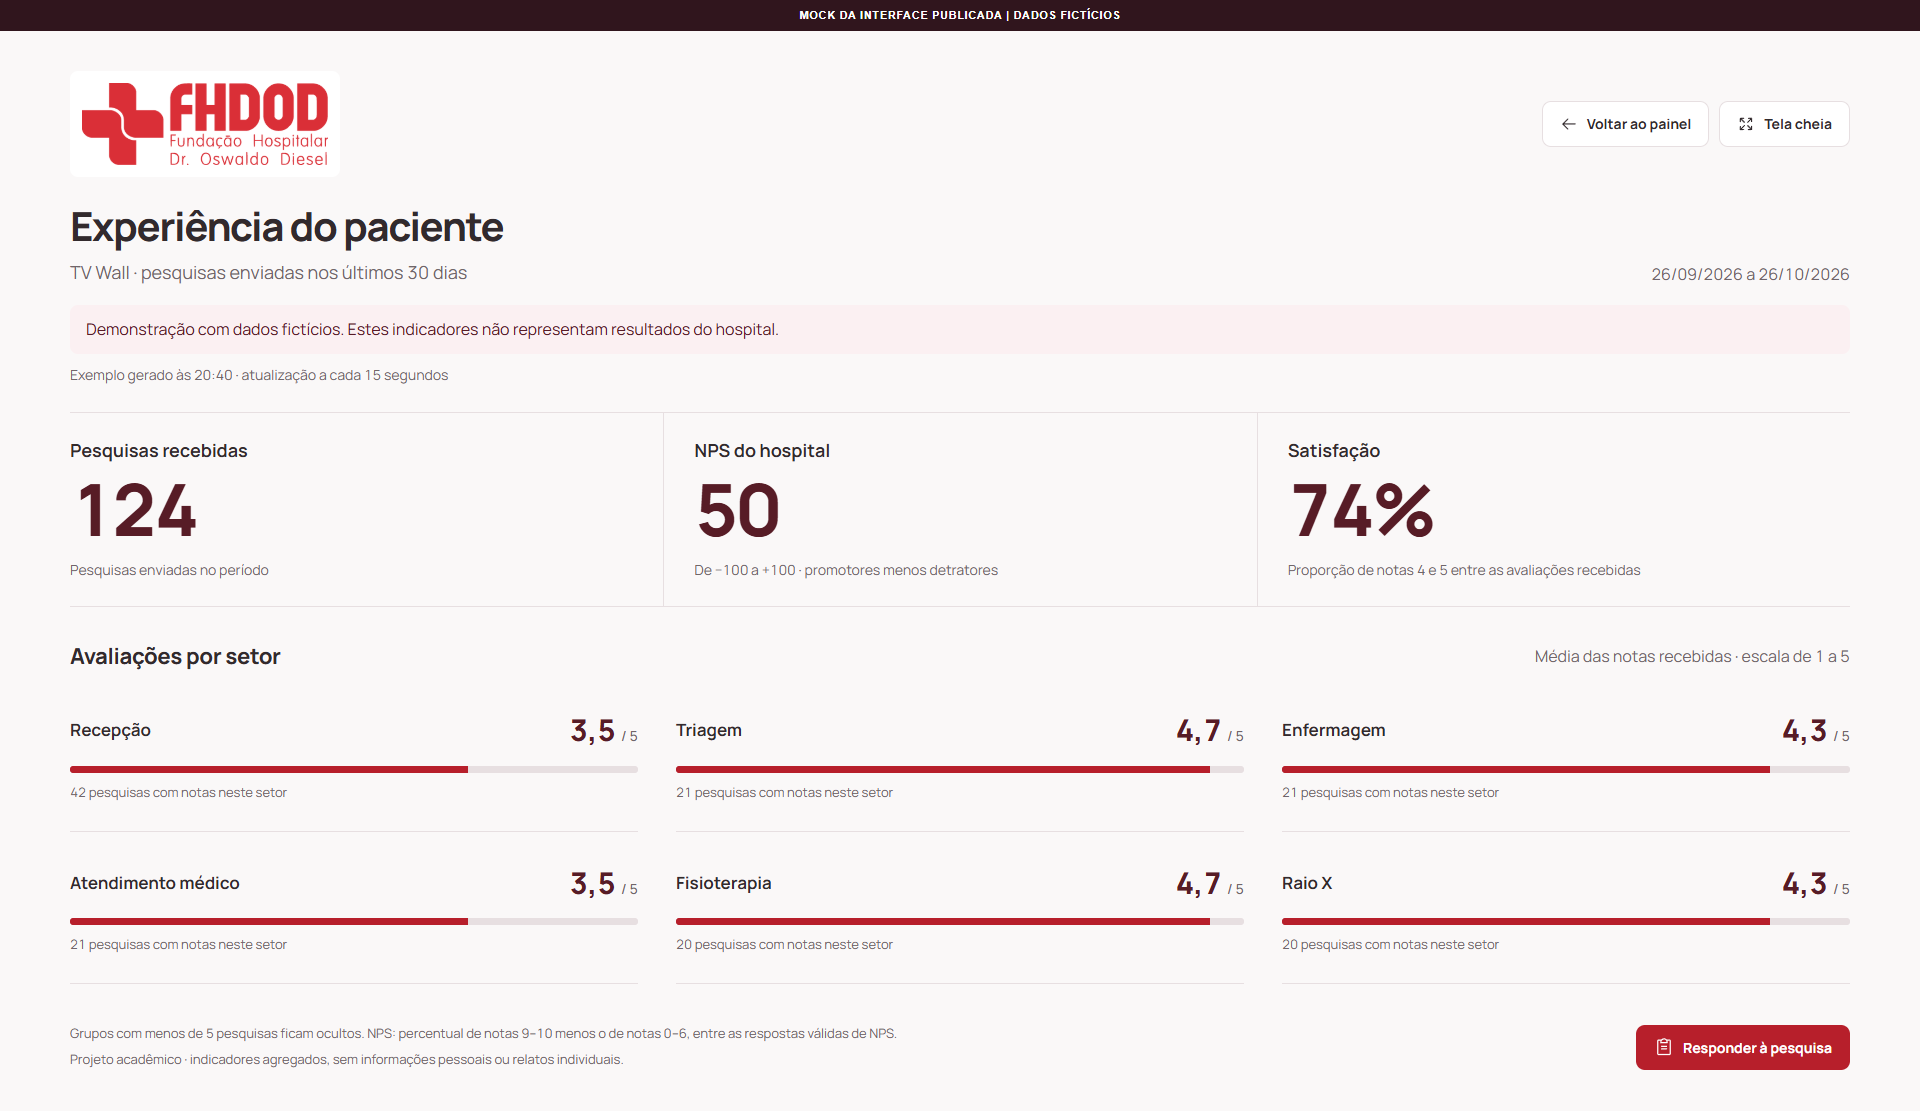 MOCK DA INTERFACE PUBLICADA | DADOS FICTÍCIOS
FHDOD
Fundação Hospitalar
Dr. Oswaldo Diesel
Voltar ao painel
Tela cheia
Experiência do paciente
TV Wall · pesquisas enviadas nos últimos 30 dias
26/09/2026 a 26/10/2026
Demonstração com dados fictícios. Estes indicadores não representam resultados do hospital.
Exemplo gerado às 20:40 · atualização a cada 15 segundos
Pesquisas recebidas
124
Pesquisas enviadas no período
NPS do hospital
50
De −100 a +100 · promotores menos detratores
Satisfação
74%
Proporção de notas 4 e 5 entre as avaliações recebidas
Avaliações por setor
Média das notas recebidas · escala de 1 a 5
Recepção
3,5 / 5
42 pesquisas com notas neste setor
Triagem
4,7 / 5
21 pesquisas com notas neste setor
Enfermagem
4,3 / 5
21 pesquisas com notas neste setor
Atendimento médico
3,5 / 5
21 pesquisas com notas neste setor
Fisioterapia
4,7 / 5
20 pesquisas com notas neste setor
Raio X
4,3 / 5
20 pesquisas com notas neste setor
Grupos com menos de 5 pesquisas ficam ocultos. NPS: percentual de notas 9–10 menos o de notas 0–6, entre as respostas válidas de NPS.
Projeto acadêmico · indicadores agregados, sem informações pessoais ou relatos individuais.
Responder à pesquisa